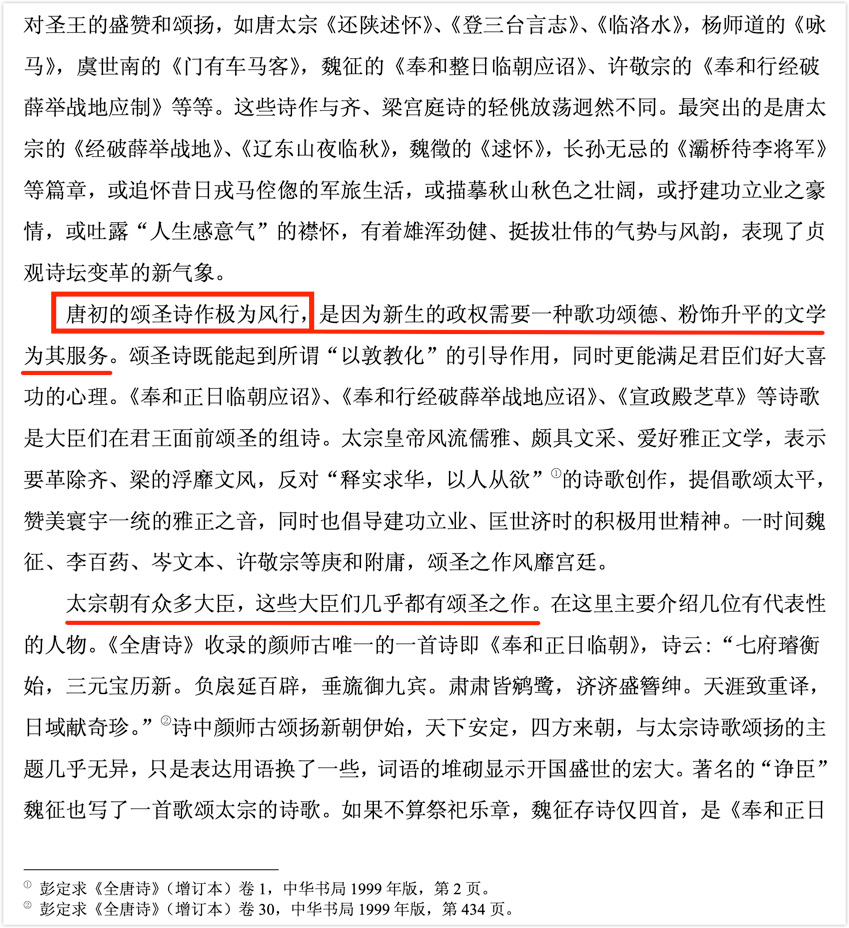 对圣王的盛赞和颂扬，如唐太宗《还陕述怀》、《登三台言志》、《临洛水》，杨师道的《咏
马》，虞世南的《门有车马客》，魏征的《奉和整日临朝应诏》、许敬宗的《奉和行经破
薛举战地应制》等等。这些诗作与齐、梁宫庭诗的轻佻放荡迥然不同。最突出的是唐太
宗的《经破薛举战地》、《辽东山夜临秋》，魏徵的《逑怀》，长孙无忌的《灞桥待李将军》
等篇章，或追怀昔日戎马倥偬的军旅生活，或描摹秋山秋色之壮阔，或抒建功立业之豪
情，或吐露“人生感意气”的襟怀，有着雄浑劲健、挺拔壮伟的气势与风韵，表现了贞
观诗坛变革的新气象。
唐初的颂圣诗作极为风行，是因为新生的政权需要一种歌功颂德、粉饰升平的文学
为其服务。颂圣诗既能起到所谓“以敦教化”的引导作用，同时更能满足君臣们好大喜
功的心理。《奉和正日临朝应诏》、《奉和行经破薛举战地应诏》、《宣政殿芝草》等诗歌
是大臣们在君王面前颂圣的组诗。太宗皇帝风流儒雅、颇具文采、爱好雅正文学，表示
要革除齐、梁的浮靡文风，反对“释实求华，以人从欲”①的诗歌创作，提倡歌颂太平，
赞美寰宇一统的雅正之音，同时也倡导建功立业、匡世济时的积极用世精神。一时间魏
征、李百药、岑文本、许敬宗等庚和附庸，颂圣之作风靡宫廷。
太宗朝有众多大臣，这些大臣们几乎都有颂圣之作。在这里主要介绍几位有代表性
的人物。《全唐诗》收录的颜师古唯一的一首诗即《奉和正日临朝》，诗云：“七府璿衡
始，三元宝历新。负扆延百辟，垂旒御九宾。肃肃皆鹓鹭，济济盛簪绅。天涯致重译，
日域献奇珍。”②诗中颜师古颂扬新朝伊始，天下安定，四方来朝，与太宗诗歌颂扬的主
题几乎无异，只是表达用语换了一些，词语的堆砌显示开国盛世的宏大。著名的“诤臣”
魏征也写了一首歌颂太宗的诗歌。如果不算祭祀乐章，魏征存诗仅四首，是《奉和正日
① 彭定求《全唐诗》（增订本）卷 1，中华书局 1999 年版，第 2 页。
② 彭定求《全唐诗》（增订本）卷 30，中华书局 1999 年版，第 434 页。